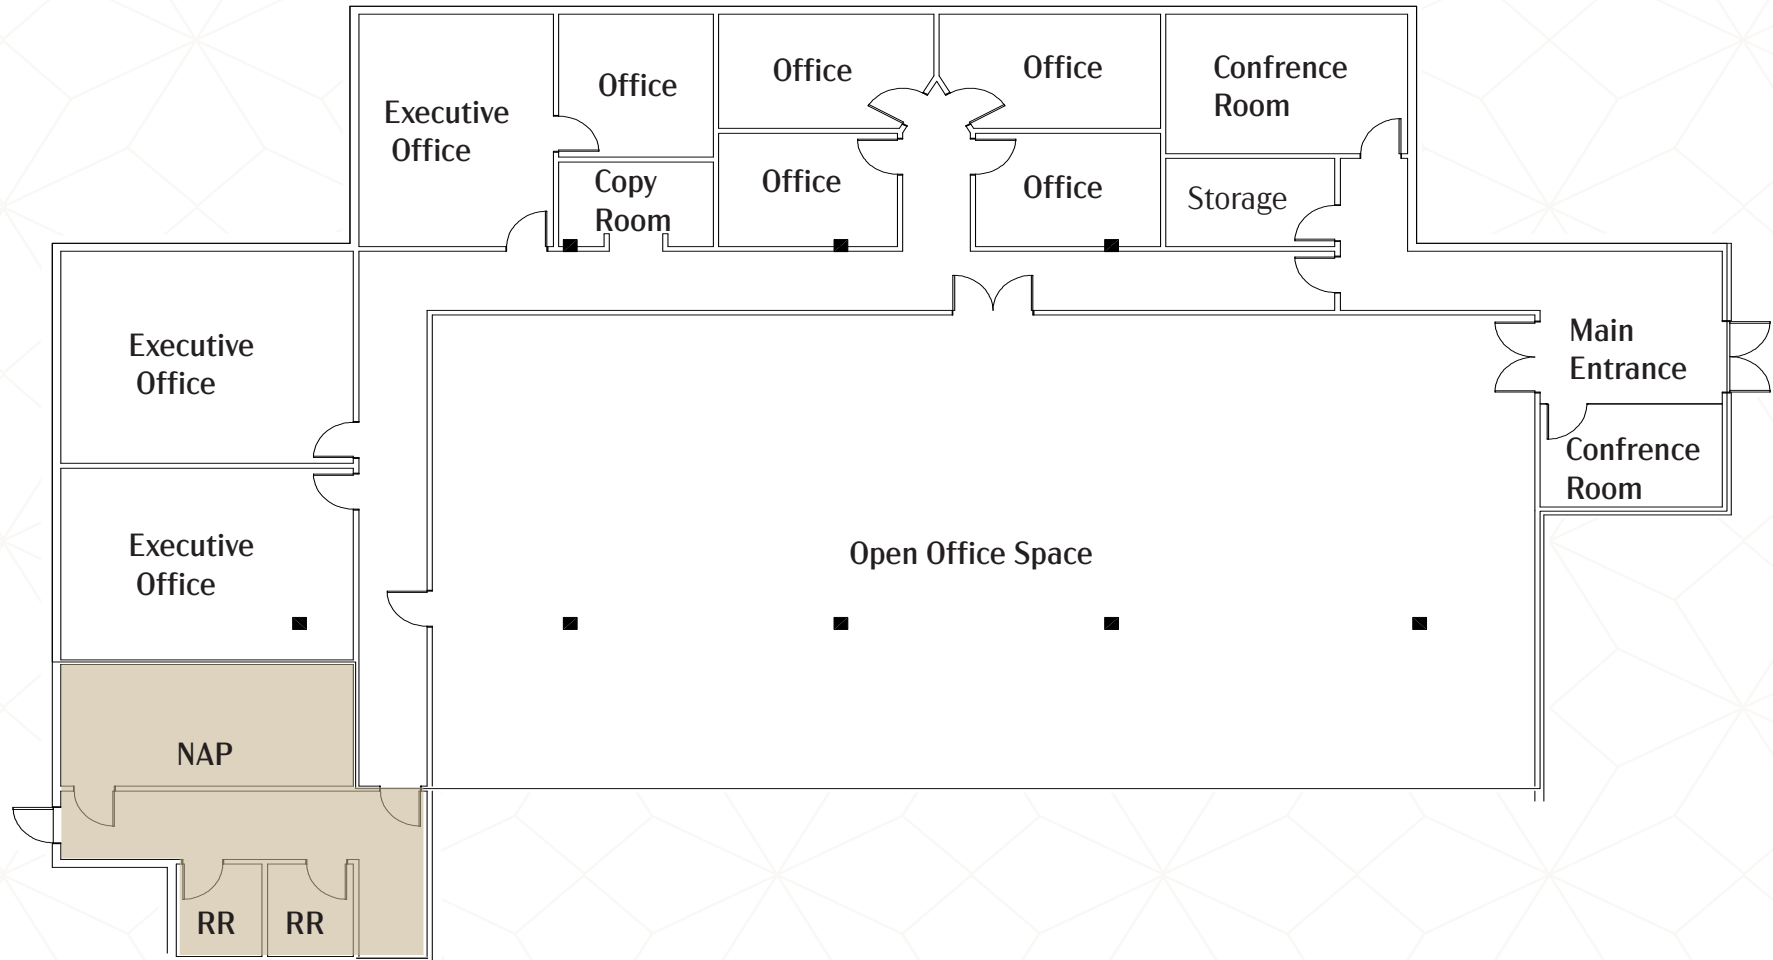 Executive
Office
Office
Office
Office
Confrence
Room
Copy
Room
Office
Office
Storage
Executive
Office
Main
Entrance
Confrence
Room
Executive
Office
Open Office Space
NAP
RR
RR